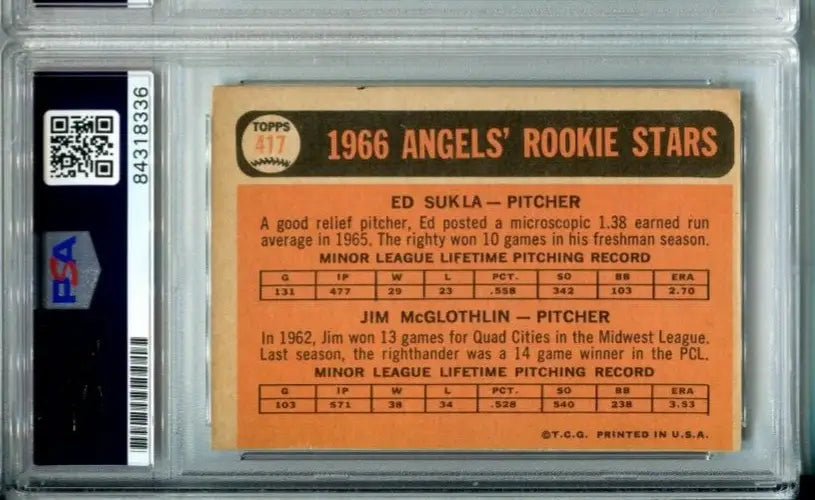 84318336
PSA
TOPPS
417
1966 ANGELS' ROOKIE STARS
ED SUKLA — PITCHER
A good relief pitcher, Ed posted a microscopic 1.38 earned run
average in 1965. The righty won 10 games in his freshman season.
MINOR LEAGUE LIFETIME PITCHING RECORD
G IP W L PCT. SO BB ERA
131 477 29 23 .558 342 103 2.70
JIM McGLOTHLIN — PITCHER
In 1962, Jim won 13 games for Quad Cities in the Midwest League.
Last season, the righthander was a 14 game winner in the PCL.
MINOR LEAGUE LIFETIME PITCHING RECORD
G IP W L PCT. SO BB ERA
103 571 38 34 .528 540 238 3.53
©T.C.G. PRINTED IN U.S.A.